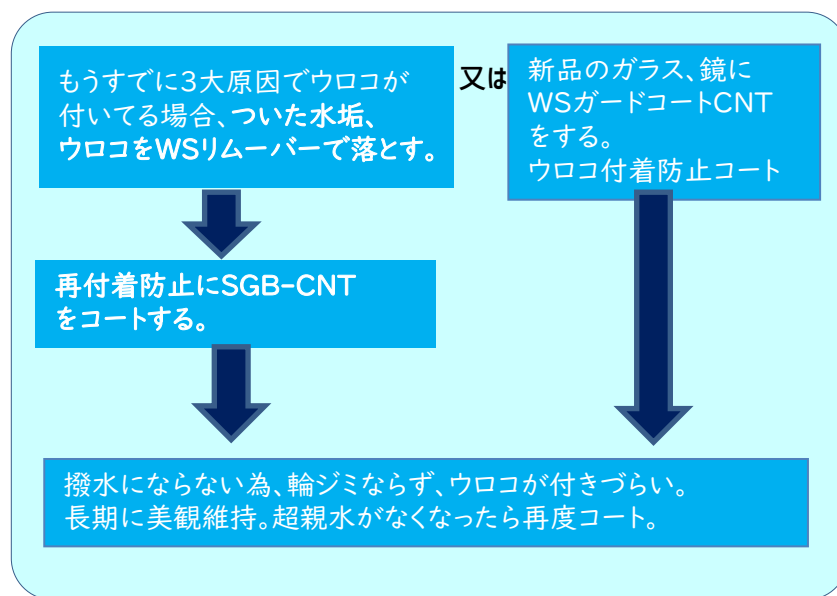 もうすでに3大原因でウロコが
付いてる場合、ついた水垢、
ウロコをWSリムーバーで落とす。
又は
新品のガラス、鏡に
WSガードコートCNT
をする。
ウロコ付着防止コート
再付着防止にSGB-CNT
をコートする。
撥水にならない為、輪ジミならず、ウロコが付きづらい。
長期に美観維持。超親水がなくなったら再度コート。